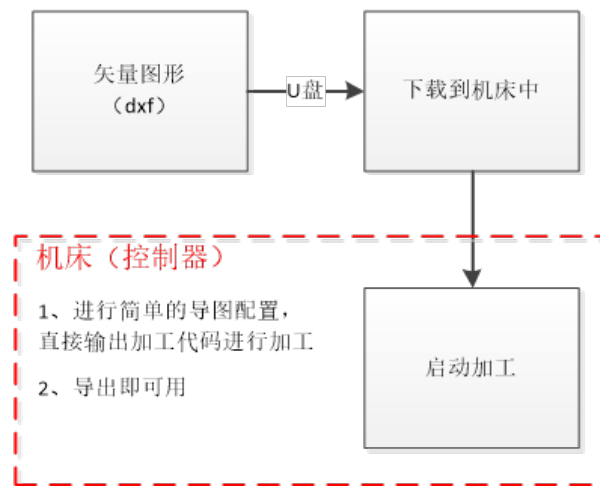 矢量图形
（dxf）
U盘
下载到机床中
机床（控制器）
1、进行简单的导图配置，
直接输出加工代码进行加工
2、导出即可用
启动加工